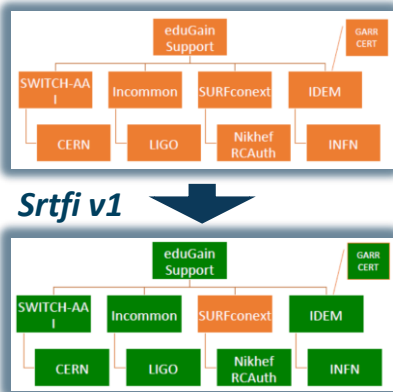 eduGain
Support
GARR
CERT
SWITCH-AA
I
Incommon
SURFconext
IDEM
CERN
LIGO
Nikhef
RCAuth
INFN
Srtfi v1
eduGain
Support
GARR
CERT
SWITCH-AA
I
Incommon
SURFconext
IDEM
CERN
LIGO
Nikhef
RCAuth
INFN